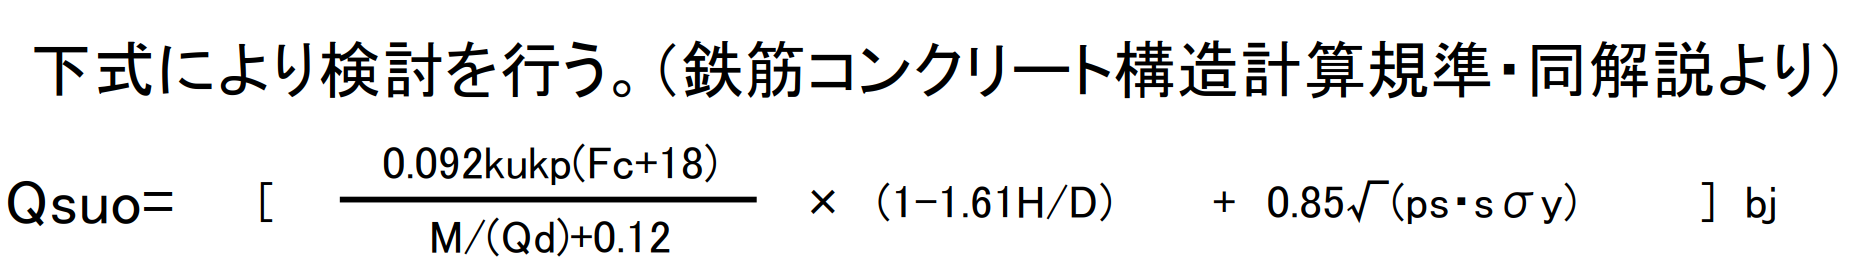 下式により検討を行う。(鉄筋コンクリート構造計算規準・同解説より)
Qsuo= [ 0.092kukp(Fc+18) / M/(Qd)+0.12 × (1-1.61H/D) + 0.85√(ps・sσy) ] bj